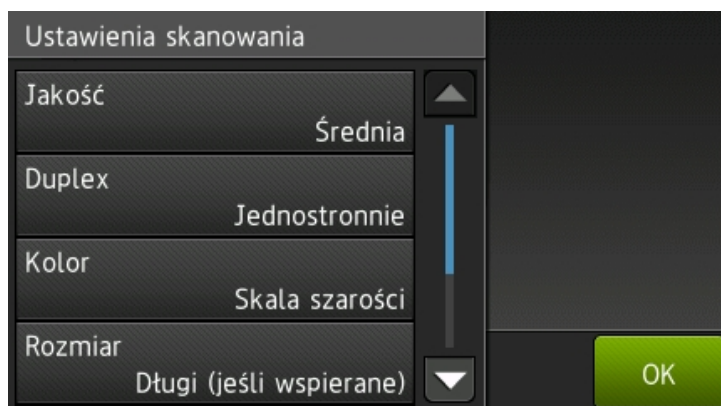 Ustawienia skanowania
Jakość
Średnia
Duplex
Jednostronnie
Kolor
Skala szarości
Rozmiar
Długi (jeśli wspierane)
OK